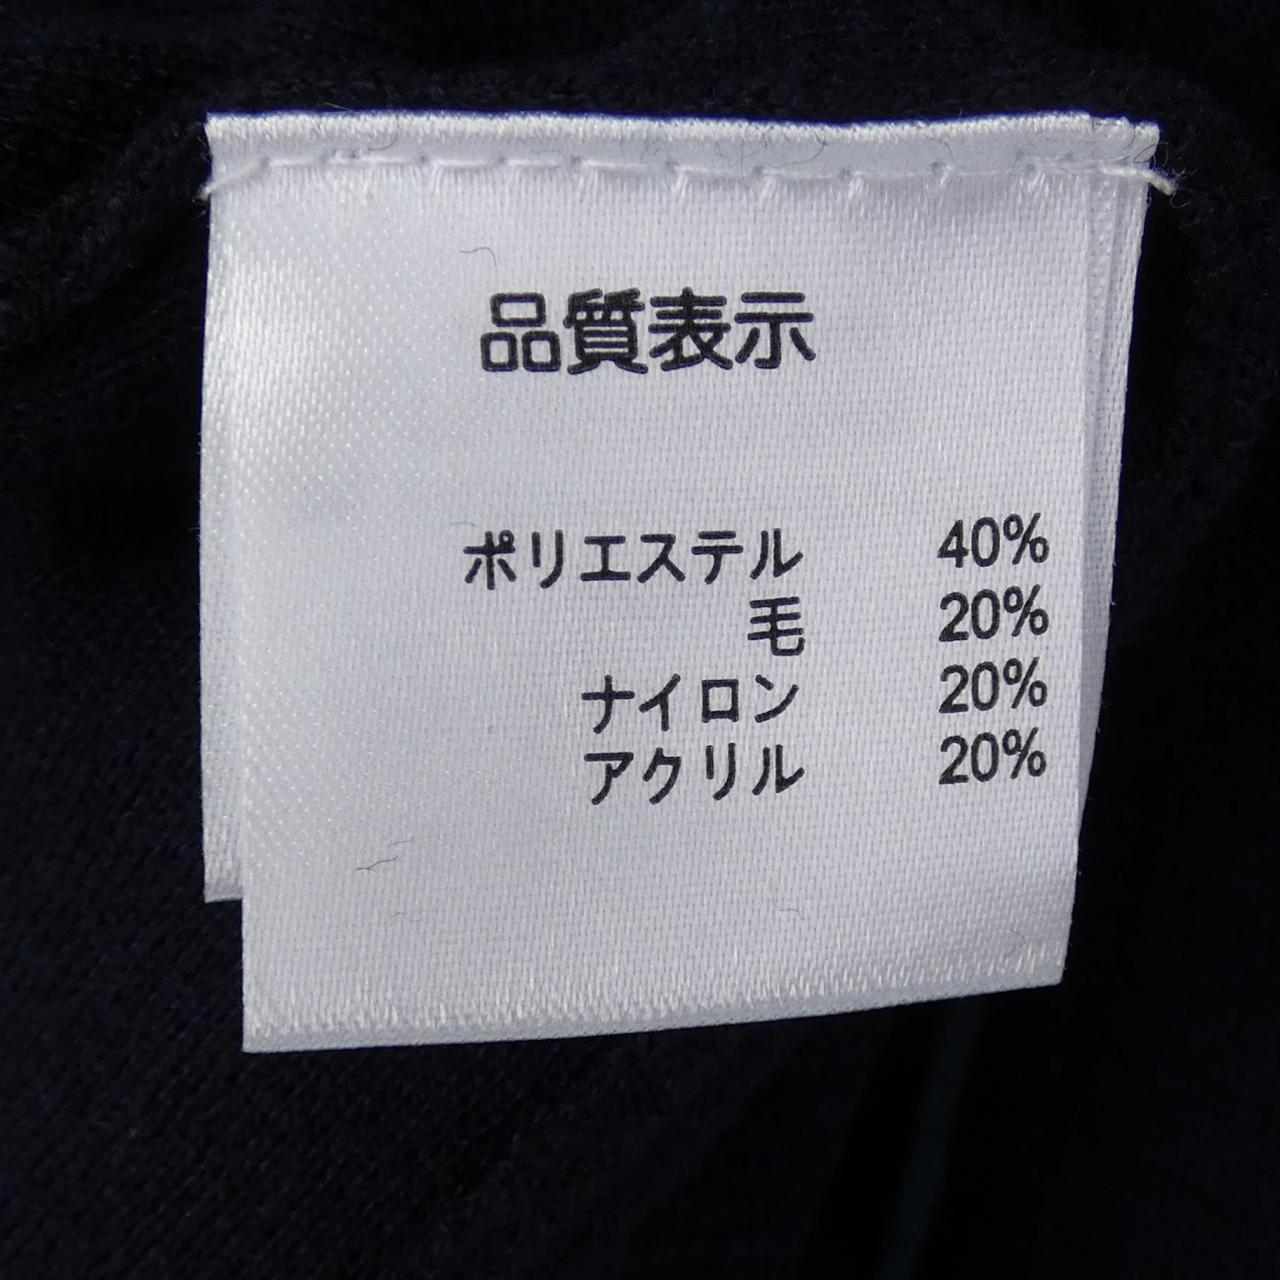 品質表示
ポリエステル 40%
毛 20%
ナイロン 20%
アクリル 20%